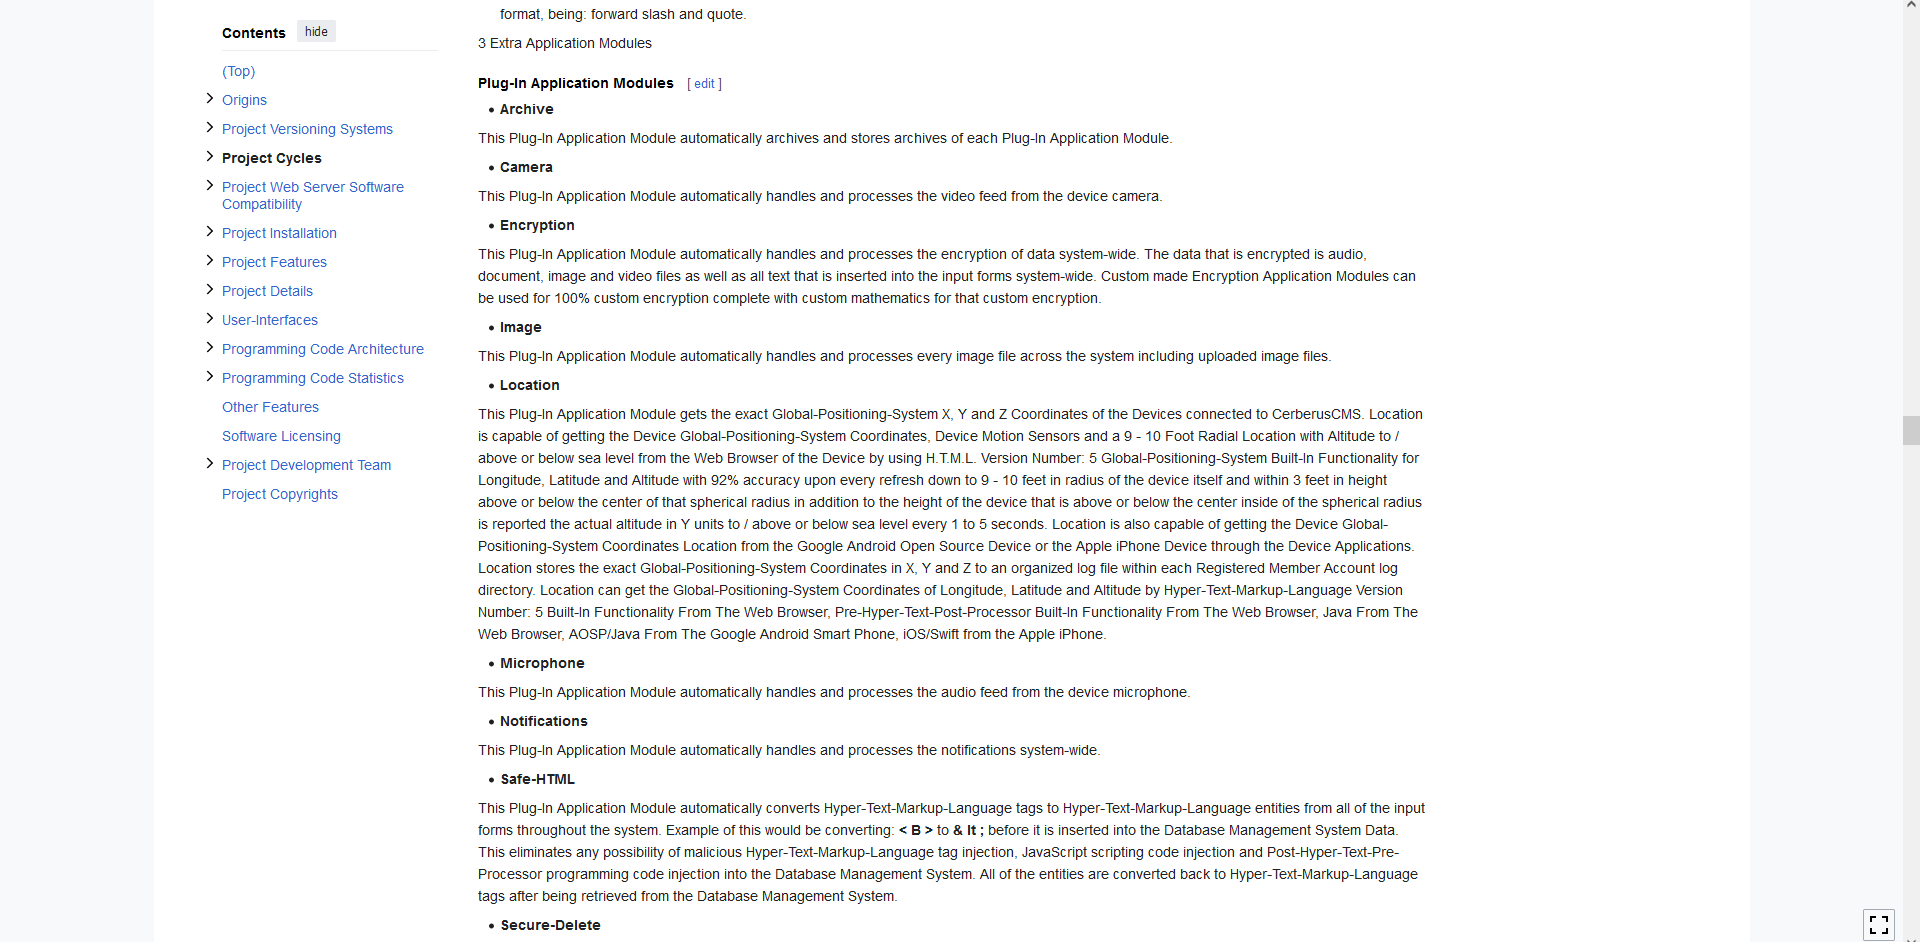 Contents hide
(Top)
Origins
Project Versioning Systems
Project Cycles
Project Web Server Software
Compatibility
Project Installation
Project Features
Project Details
User-Interfaces
Programming Code Architecture
Programming Code Statistics
Other Features
Software Licensing
Project Development Team
Project Copyrights
format, being: forward slash and quote.
3 Extra Application Modules
Plug-In Application Modules [ edit ]
• Archive
This Plug-In Application Module automatically archives and stores archives of each Plug-In Application Module.
• Camera
This Plug-In Application Module automatically handles and processes the video feed from the device camera.
• Encryption
This Plug-In Application Module automatically handles and processes the encryption of data system-wide. The data that is encrypted is audio,
document, image and video files as well as all text that is inserted into the input forms system-wide. Custom made Encryption Application Modules can
be used for 100% custom encryption complete with custom mathematics for that custom encryption.
• Image
This Plug-In Application Module automatically handles and processes every image file across the system including uploaded image files.
• Location
This Plug-In Application Module gets the exact Global-Positioning-System X, Y and Z Coordinates of the Devices connected to CerberusCMS. Location
is capable of getting the Device Global-Positioning-System Coordinates, Device Motion Sensors and a 9 - 10 Foot Radial Location with Altitude to /
above or below sea level from the Web Browser of the Device by using H.T.M.L. Version Number: 5 Global-Positioning-System Built-In Functionality for
Longitude, Latitude and Altitude with 92% accuracy upon every refresh down to 9 - 10 feet in radius of the device itself and within 3 feet in height
above or below the center of that spherical radius in addition to the height of the device that is above or below the center inside of the spherical radius
is reported the actual altitude in Y units to / above or below sea level every 1 to 5 seconds. Location is also capable of getting the Device Global-
Positioning-System Coordinates Location from the Google Android Open Source Device or the Apple iPhone Device through the Device Applications.
Location stores the exact Global-Positioning-System Coordinates in X, Y and Z to an organized log file within each Registered Member Account log
directory. Location can get the Global-Positioning-System Coordinates of Longitude, Latitude and Altitude by Hyper-Text-Markup-Language Version
Number: 5 Built-In Functionality From The Web Browser, Pre-Hyper-Text-Post-Processor Built-In Functionality From The Web Browser, Java From The
Web Browser, AOSP/Java From The Google Android Smart Phone, iOS/Swift from the Apple iPhone.
• Microphone
This Plug-In Application Module automatically handles and processes the audio feed from the device microphone.
• Notifications
This Plug-In Application Module automatically handles and processes the notifications system-wide.
• Safe-HTML
This Plug-In Application Module automatically converts Hyper-Text-Markup-Language tags to Hyper-Text-Markup-Language entities from all of the input
forms throughout the system. Example of this would be converting: < B > to & lt ; before it is inserted into the Database Management System Data.
This eliminates any possibility of malicious Hyper-Text-Markup-Language tag injection, JavaScript scripting code injection and Post-Hyper-Text-Pre-
Processor programming code injection into the Database Management System. All of the entities are converted back to Hyper-Text-Markup-Language
tags after being retrieved from the Database Management System.
• Secure-Delete